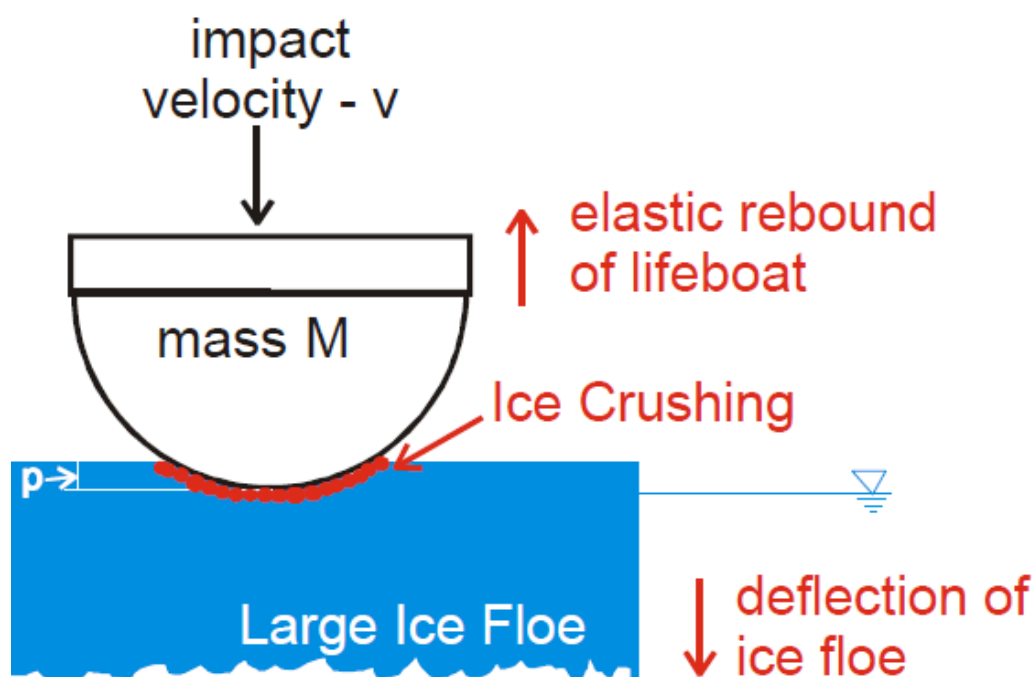 impact
velocity - v
elastic rebound
of lifeboat
mass M
Ice Crushing
p
Large Ice Floe
deflection of
ice floe